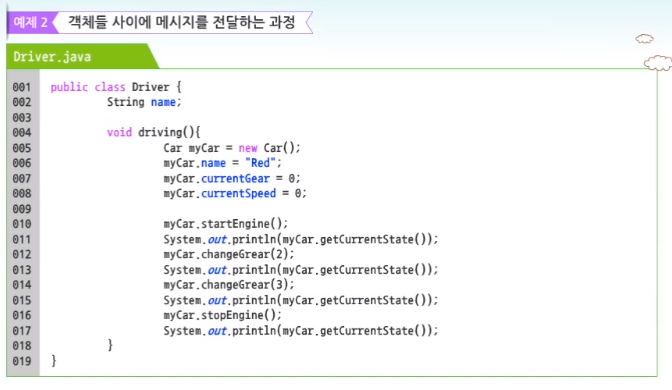 예제 2 객체들 사이에 메시지를 전달하는 과정
Driver.java
001 public class Driver {
002 String name;
003
004 void driving(){
005 Car myCar = new Car();
006 myCar.name = "Red";
007 myCar.currentGear = 0;
008 myCar.currentSpeed = 0;
009
010 myCar.startEngine();
011 System.out.println(myCar.getCurrentState());
012 myCar.changeGrear(2);
013 System.out.println(myCar.getCurrentState());
014 myCar.changeGrear(3);
015 System.out.println(myCar.getCurrentState());
016 myCar.stopEngine();
017 System.out.println(myCar.getCurrentState());
018 }
019 }